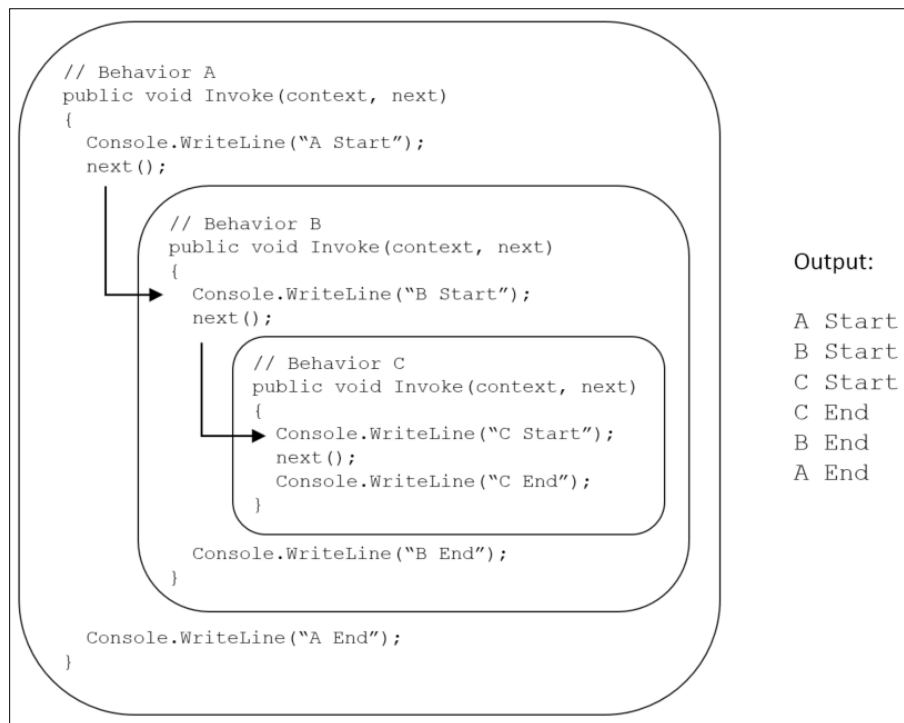 // Behavior A
public void Invoke(context, next)
{
Console.WriteLine(“A Start”);
next();
// Behavior B
public void Invoke(context, next)
{
Console.WriteLine(“B Start”);
next();
// Behavior C
public void Invoke(context, next)
{
Console.WriteLine(“C Start”);
next();
Console.WriteLine(“C End”);
}
Console.WriteLine(“B End”);
}
Console.WriteLine(“A End”);
}
Output:
A Start
B Start
C Start
C End
B End
A End